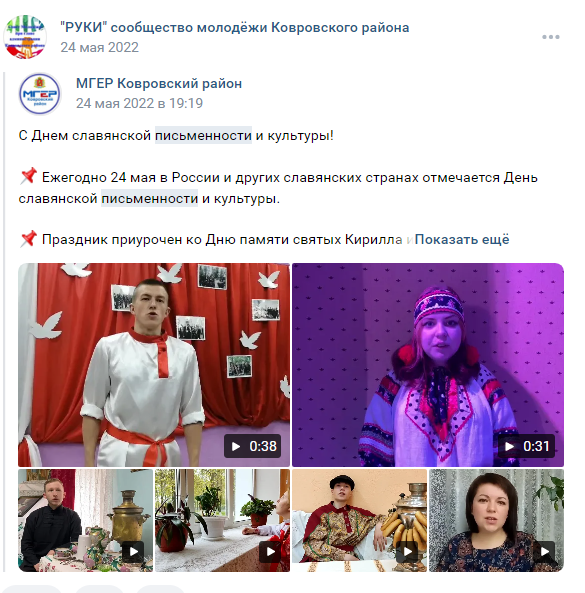 "РУКИ" сообщество молодёжи Ковровского района
24 мая 2022
МГЕР Ковровский район
24 мая 2022 в 19:19
С Днем славянской письменности и культуры!
Ежегодно 24 мая в России и других славянских странах отмечается День
славянской письменности и культуры.
Праздник приурочен ко Дню памяти святых Кирилла и Показать ещё
0:38
0:31